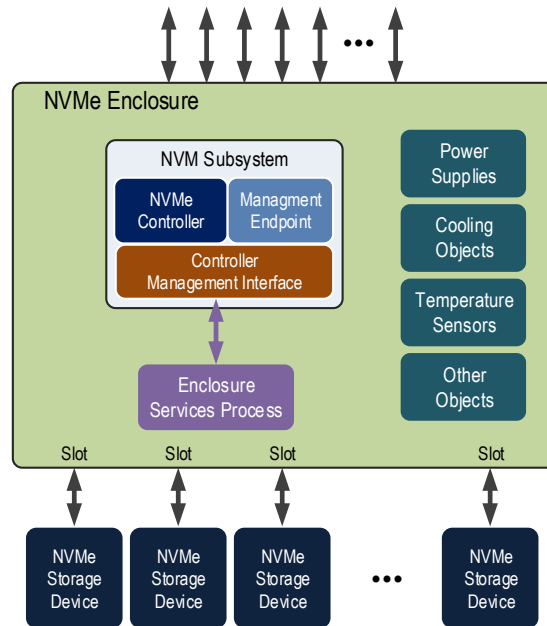 NVMe Enclosure
NVM Subsystem
NVMe
Controller
Managment
Endpoint
Controller
Management Interface
Enclosure
Services Process
Power
Supplies
Cooling
Objects
Temperature
Sensors
Other
Objects
Slot
Slot
Slot
Slot
NVMe
Storage
Device
NVMe
Storage
Device
NVMe
Storage
Device
NVMe
Storage
Device